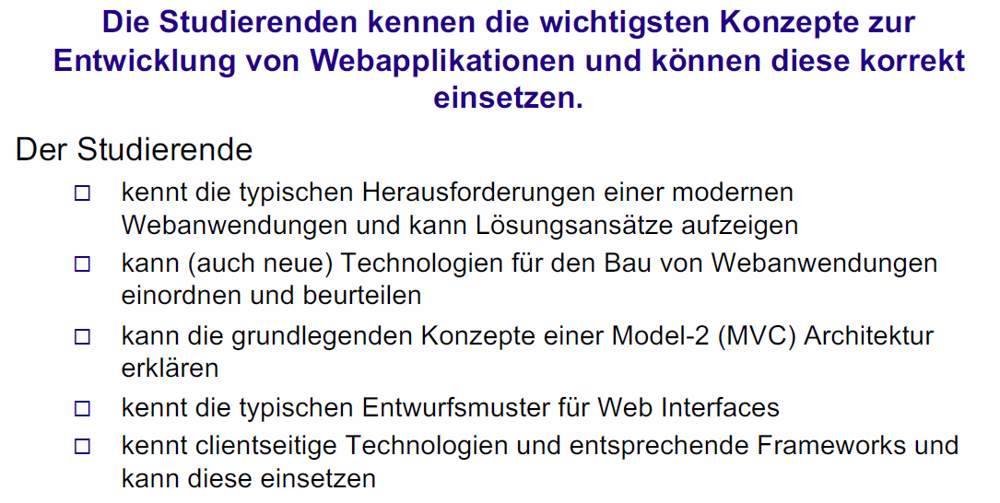 Die Studierenden kennen die wichtigsten Konzepte zur
Entwicklung von Webapplikationen und können diese korrekt
einsetzen.
Der Studierende
kennt die typischen Herausforderungen einer modernen
Webanwendungen und kann Lösungsansätze aufzeigen
kann (auch neue) Technologien für den Bau von Webanwendungen
einordnen und beurteilen
kann die grundlegenden Konzepte einer Model-2 (MVC) Architektur
erklären
kennt die typischen Entwurfsmuster für Web Interfaces
kennt clientseitige Technologien und entsprechende Frameworks und
kann diese einsetzen